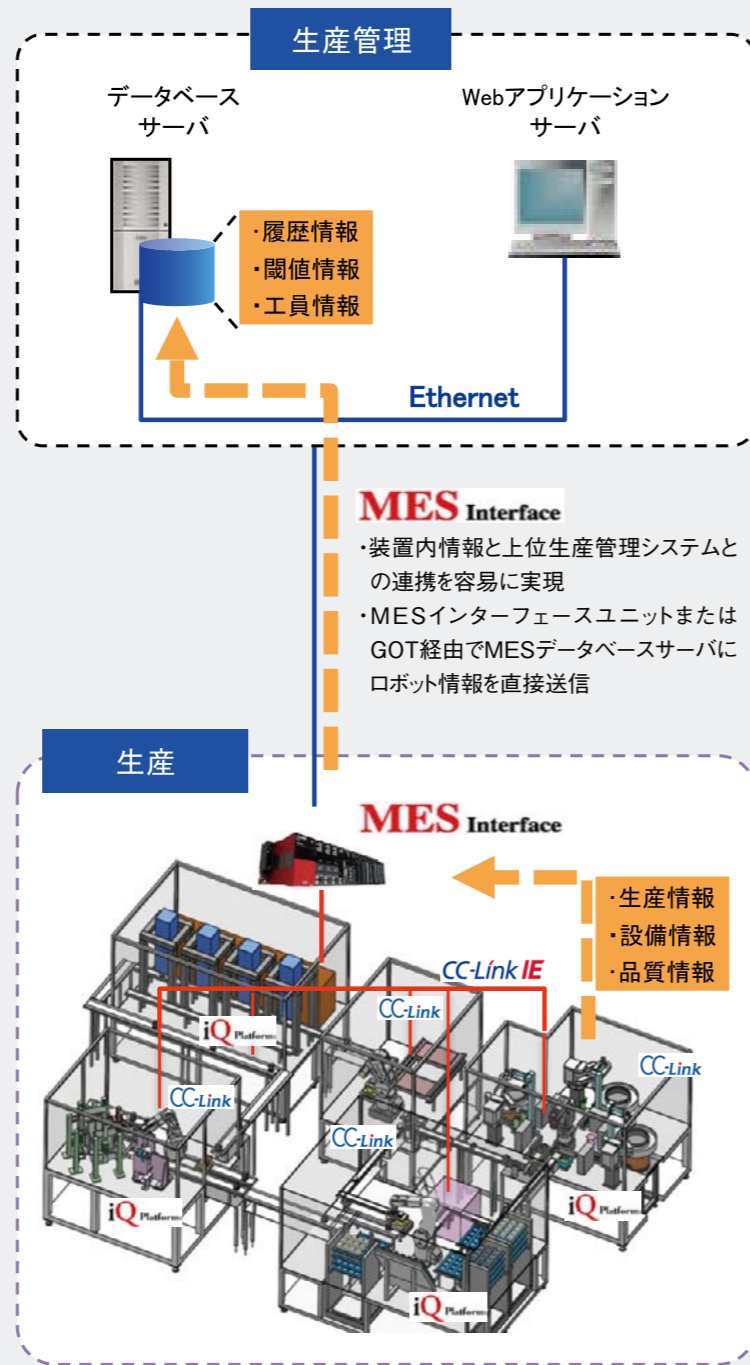 生産管理
データベース
サーバ
Webアプリケーション
サーバ
・履歴情報
・閾値情報
・工員情報
Ethernet
MES Interface
・装置内情報と上位生産管理システムと
の連携を容易に実現
・MESインターフェースユニットまたは
GOT経由でMESデータベースサーバに
ロボット情報を直接送信
生産
MES Interface
・生産情報
・設備情報
・品質情報
CC-Link IE
CC-Link
iQ Platform
CC-Link
CC-Link
CC-Link
iQ Platform
iQ Platform
iQ Platform